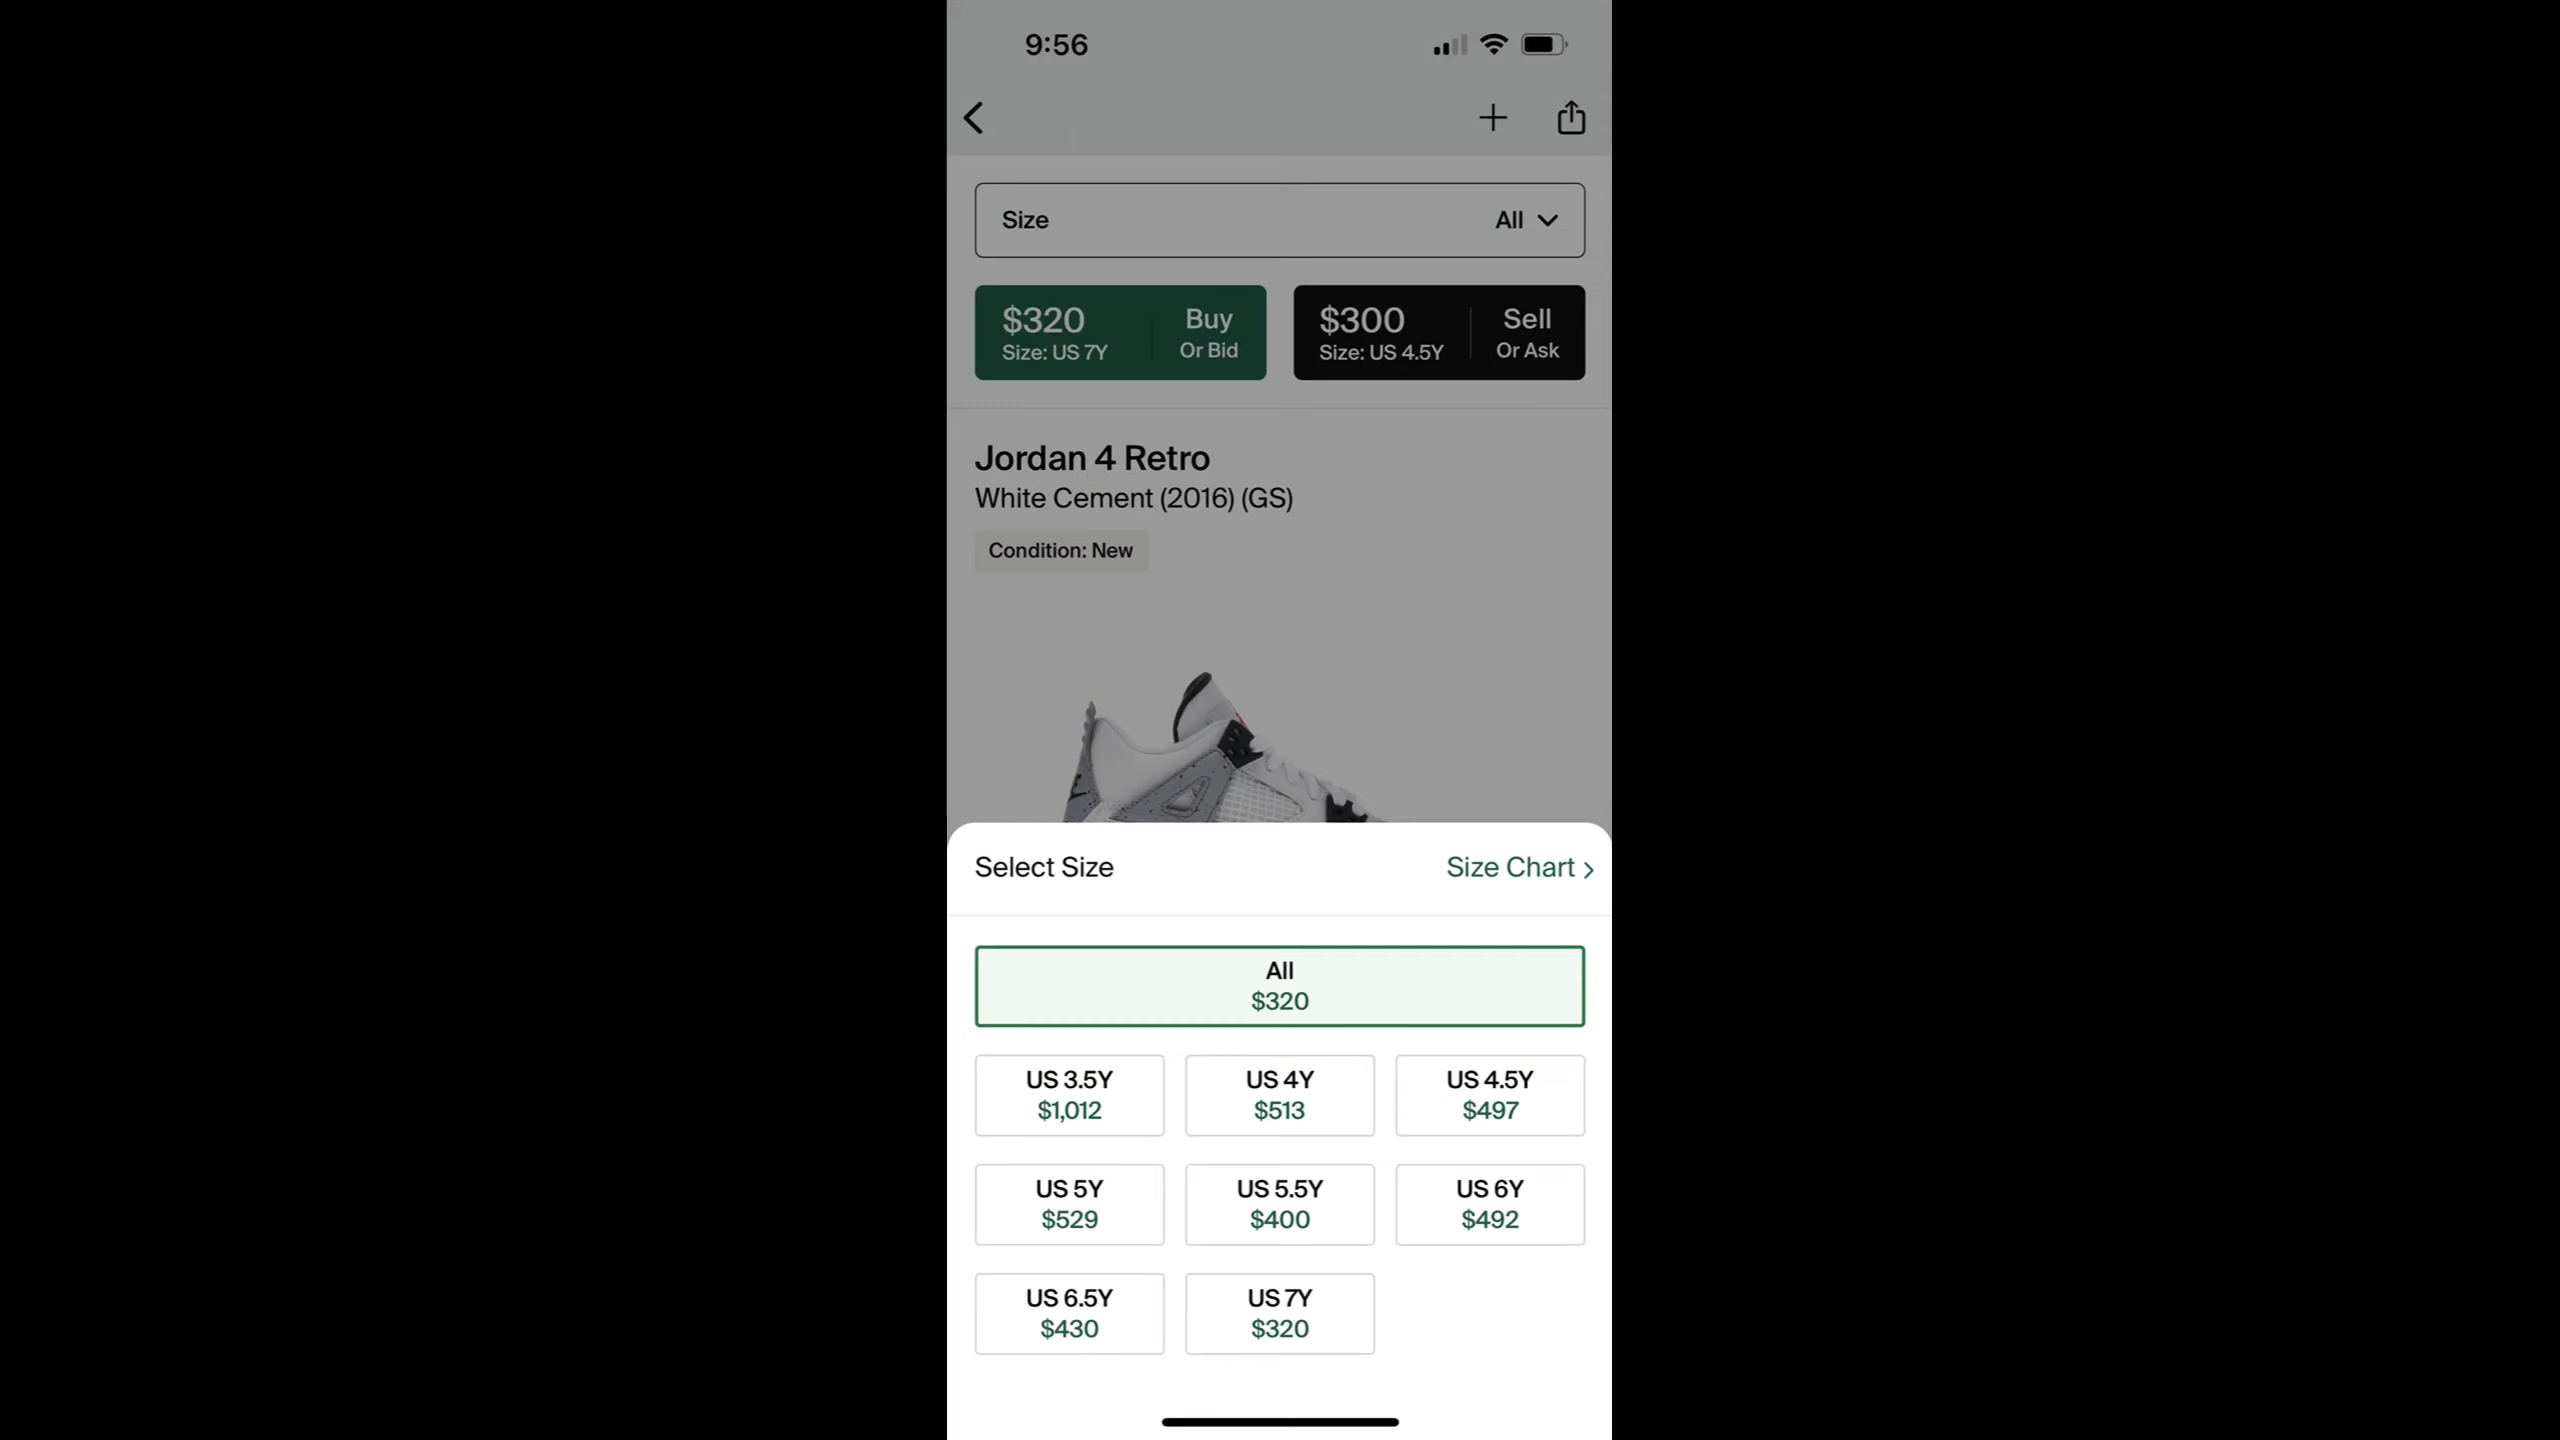 9:56
Size
All
$320
Size: US 7Y
Buy
Or Bid
$300
Size: US 4.5Y
Sell
Or Ask
Jordan 4 Retro
White Cement (2016) (GS)
Condition: New
Select Size
Size Chart
All
$320
US 3.5Y
$1,012
US 4Y
$513
US 4.5Y
$497
US 5Y
$529
US 5.5Y
$400
US 6Y
$492
US 6.5Y
$430
US 7Y
$320